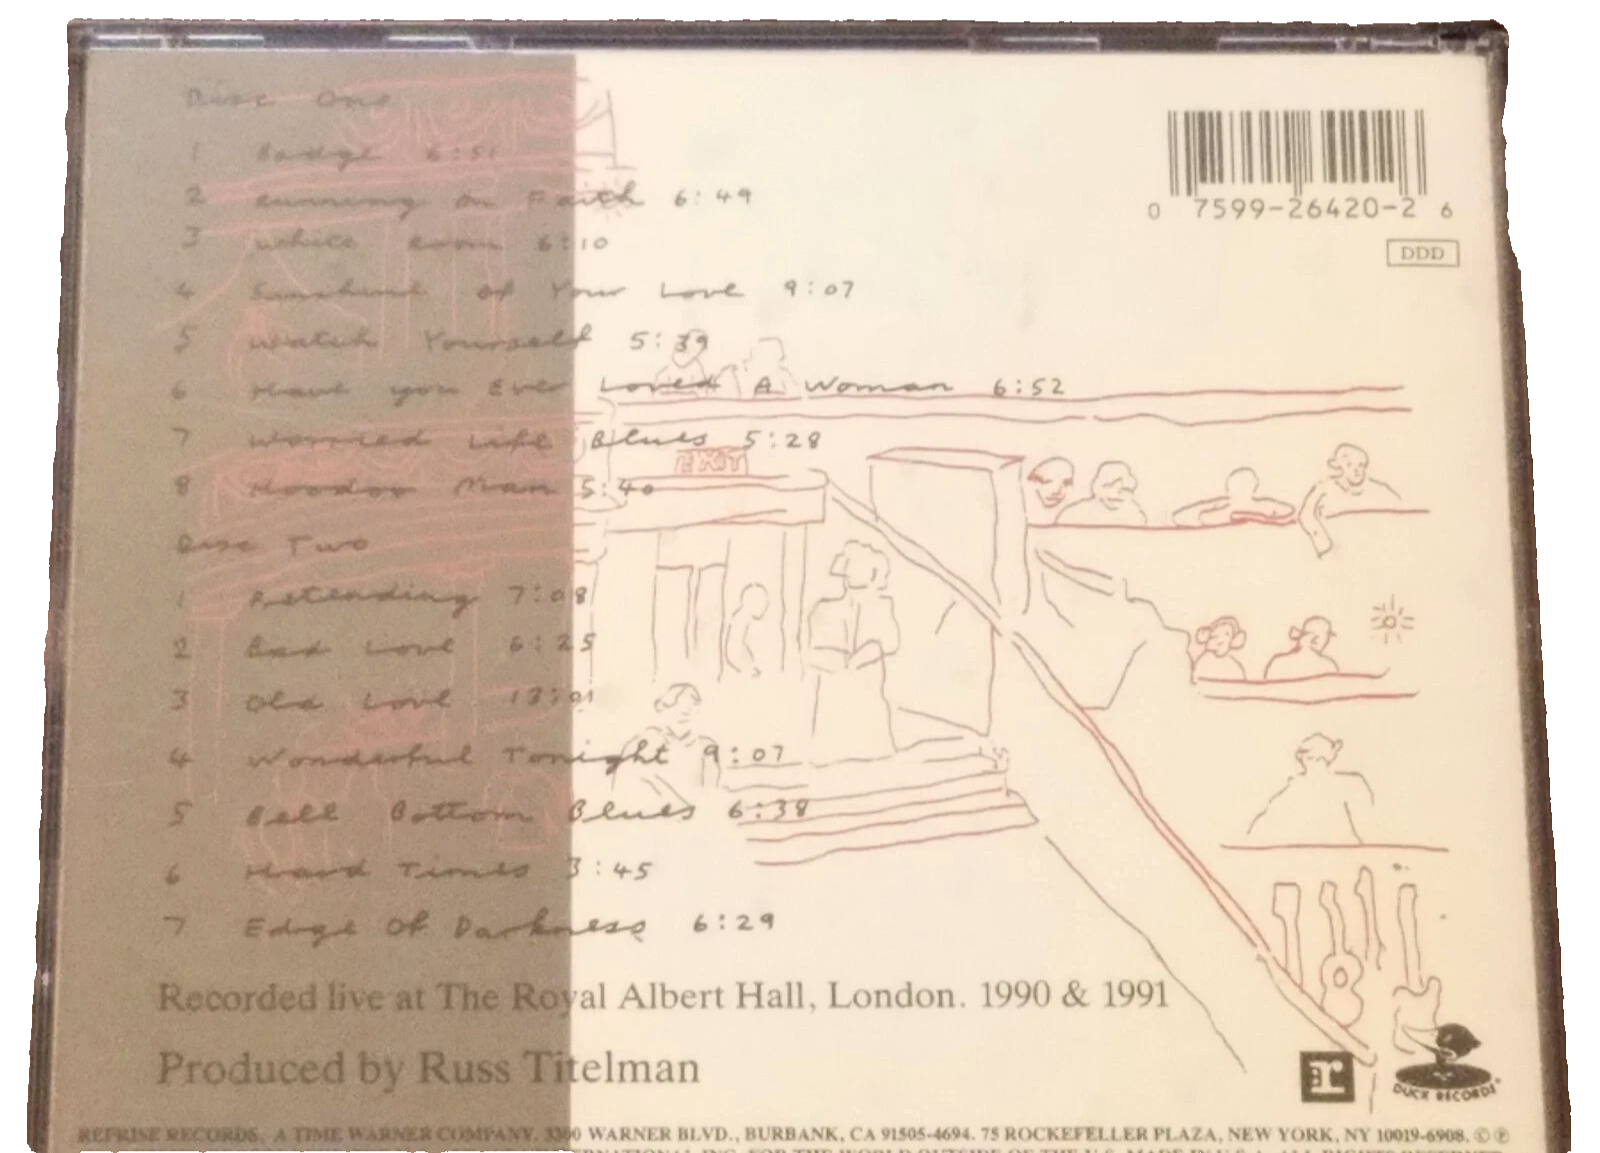 Disc One
1 Badge 6:51
2 Running on Faith 6:49
3 White Room 6:10
4 Sunshine of Your Love 9:07
5 Watch Yourself 5:39
6 Have you Ever Loved A Woman 6:52
7 Worried Life Blues 5:28
8 Hoodoo Man 5:40
Disc Two
1 Pretending 7:08
2 Bad Love 6:25
3 Old Love 13:01
4 Wonderful Tonight 9:07
5 Bell Bottom Blues 6:38
6 Hard Times 3:45
7 Edge Of Darkness 6:29
0 7599-26420-2 6
DDD
EXIT
Recorded live at The Royal Albert Hall, London. 1990 & 1991
Produced by Russ Titelman
r
DUCK RECORDS
REPRISE RECORDS, A TIME WARNER COMPANY, 3300 WARNER BLVD., BURBANK, CA 91505-4694. 75 ROCKEFELLER PLAZA, NEW YORK, NY 10019-6908. © ℗